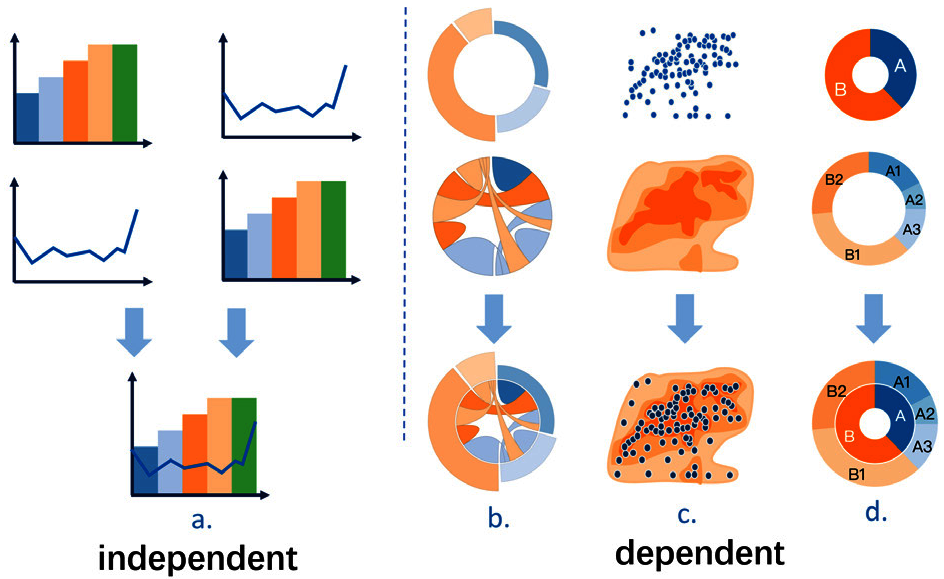 A
B
A1
A2
A3
B1
B2
A1
A2
A3
B1
B2
A
B
a.
b.
c.
d.
independent
dependent